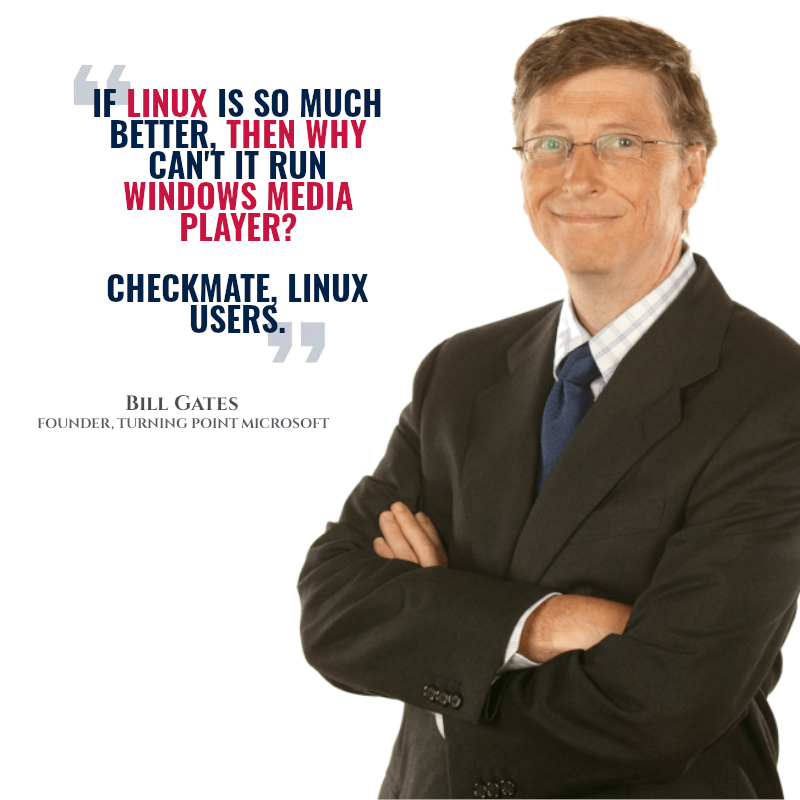 IF LINUX IS SO MUCH
BETTER, THEN WHY
CAN'T IT RUN
WINDOWS MEDIA
PLAYER?
CHECKMATE, LINUX
USERS.
BILL GATES
FOUNDER, TURNING POINT MICROSOFT